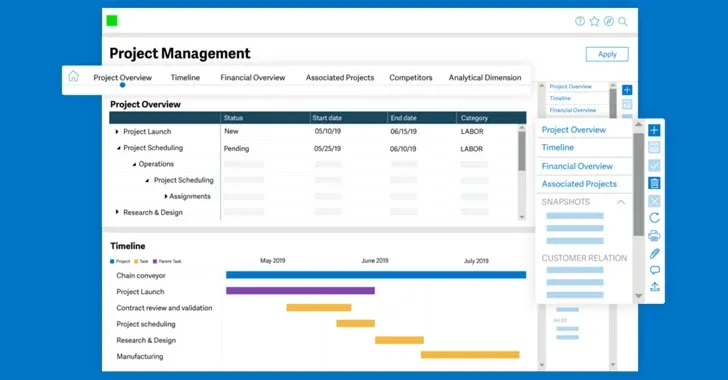 Project Management
Apply
Project Overview Timeline Financial Overview Associated Projects Competitors Analytical Dimension
Project Overview
Status Start date End date Category
Project Launch New 05/10/19 06/15/19 LABOR
Project Scheduling Pending 05/25/19 06/10/19 LABOR
Operations
Project Scheduling
Assignments
Research & Design
Timeline
Project Task Parent Task
May 2019 June 2019 July 2019
Chain conveyor
Project Launch
Contract review and validation
Project scheduling
Research & Design
Manufacturing
Project Overview
Timeline
Financial Overview
Project Overview
Timeline
Financial Overview
Associated Projects
SNAPSHOTS
CUSTOMER RELATION